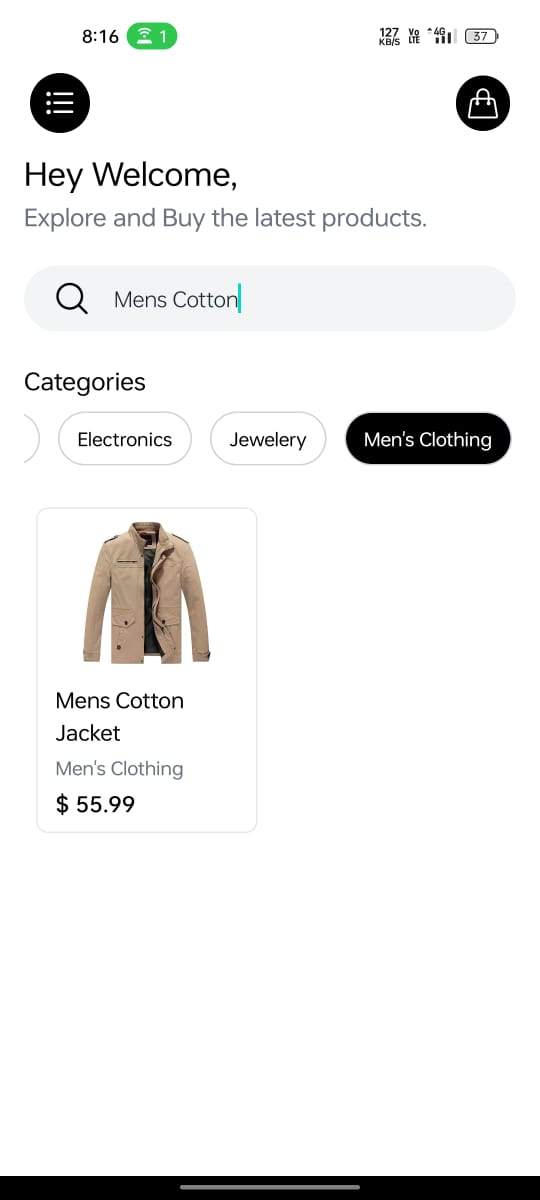 8:16 1 127 KB/S Vo LTE 4G 37
Hey Welcome,
Explore and Buy the latest products.
Mens Cotton
Categories
Electronics Jewelery Men's Clothing
Mens Cotton
Jacket
Men's Clothing
$ 55.99